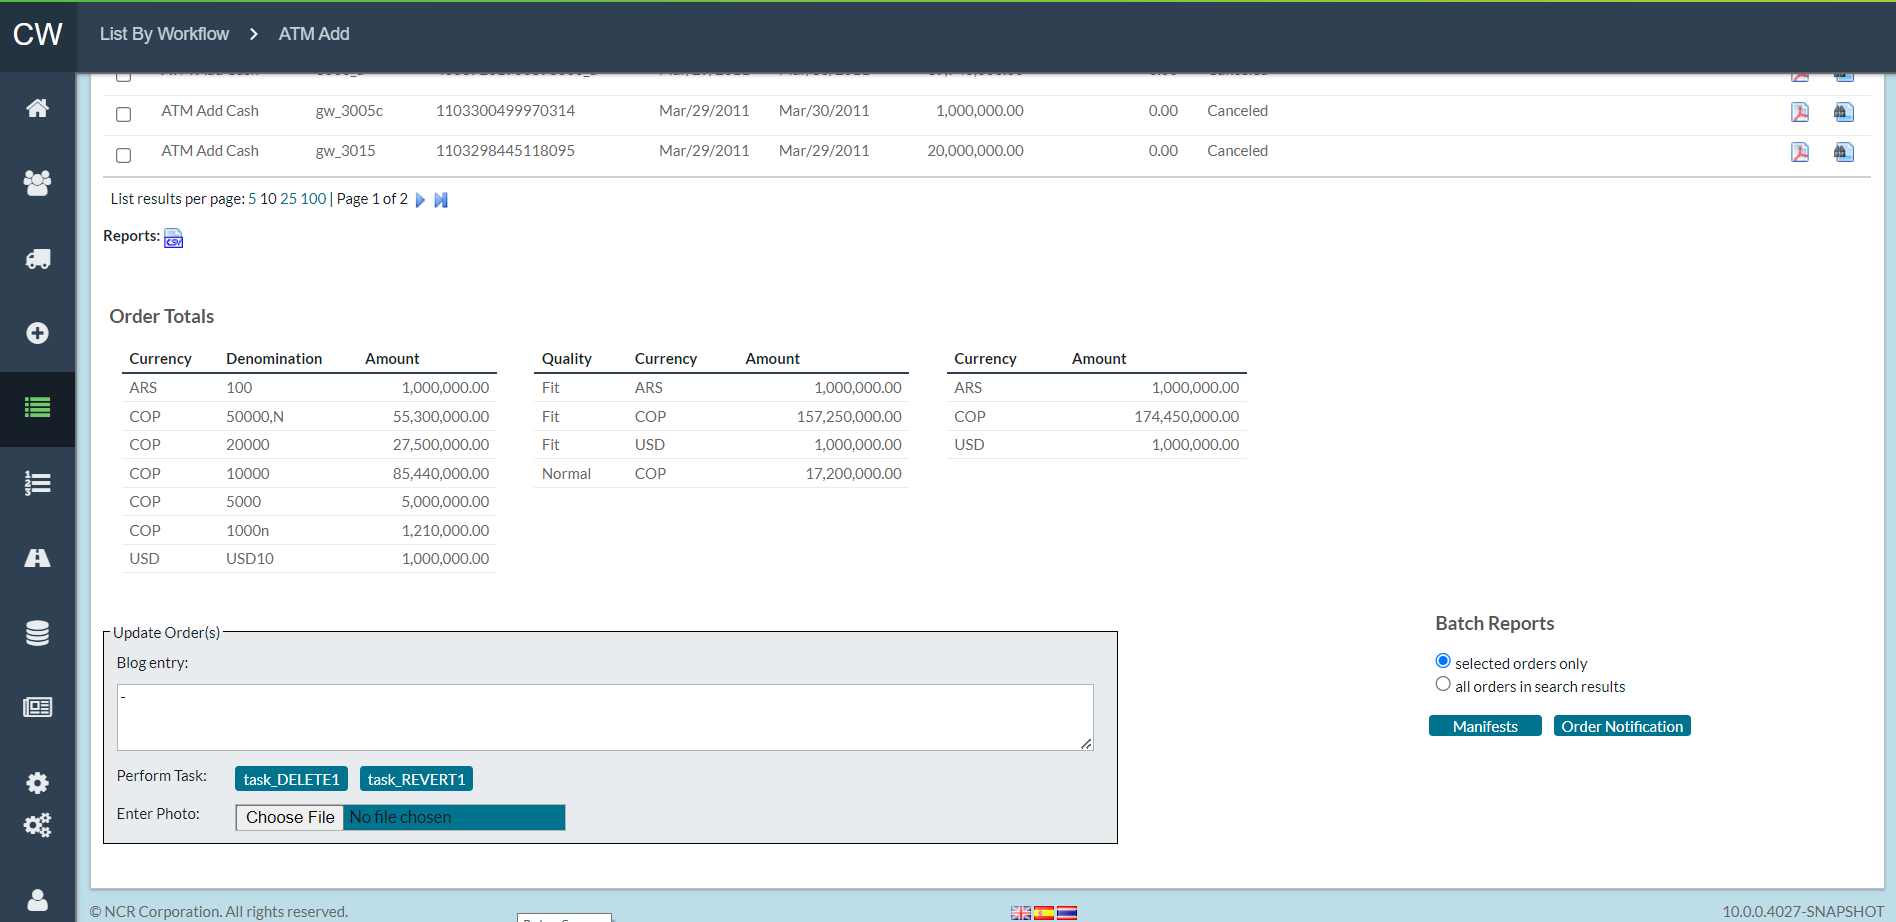 CW List By Workflow ATM Add
ATM Add Cash gw_3005c 1103300499970314 Mar/29/2011 Mar/30/2011 1,000,000.00 0.00 Canceled
ATM Add Cash gw_3015 1103298445118095 Mar/29/2011 Mar/29/2011 20,000,000.00 0.00 Canceled
List results per page: 5 10 25 100 | Page 1 of 2
Reports: CSV
Order Totals
Currency Denomination Amount Quality Currency Amount Currency Amount
ARS 100 1,000,000.00 Fit ARS 1,000,000.00 ARS 1,000,000.00
COP 50000,N 55,300,000.00 Fit COP 157,250,000.00 COP 174,450,000.00
COP 20000 27,500,000.00 Fit USD 1,000,000.00 USD 1,000,000.00
COP 10000 85,440,000.00 Normal COP 17,200,000.00
COP 5000 5,000,000.00
COP 1000n 1,210,000.00
USD USD10 1,000,000.00
Update Order(s)
Blog entry:
-
Perform Task: task_DELETE1 task_REVERT1
Enter Photo: Choose File No file chosen
Batch Reports
selected orders only
all orders in search results
Manifests Order Notification
© NCR Corporation. All rights reserved. 10.0.0.4027-SNAPSHOT